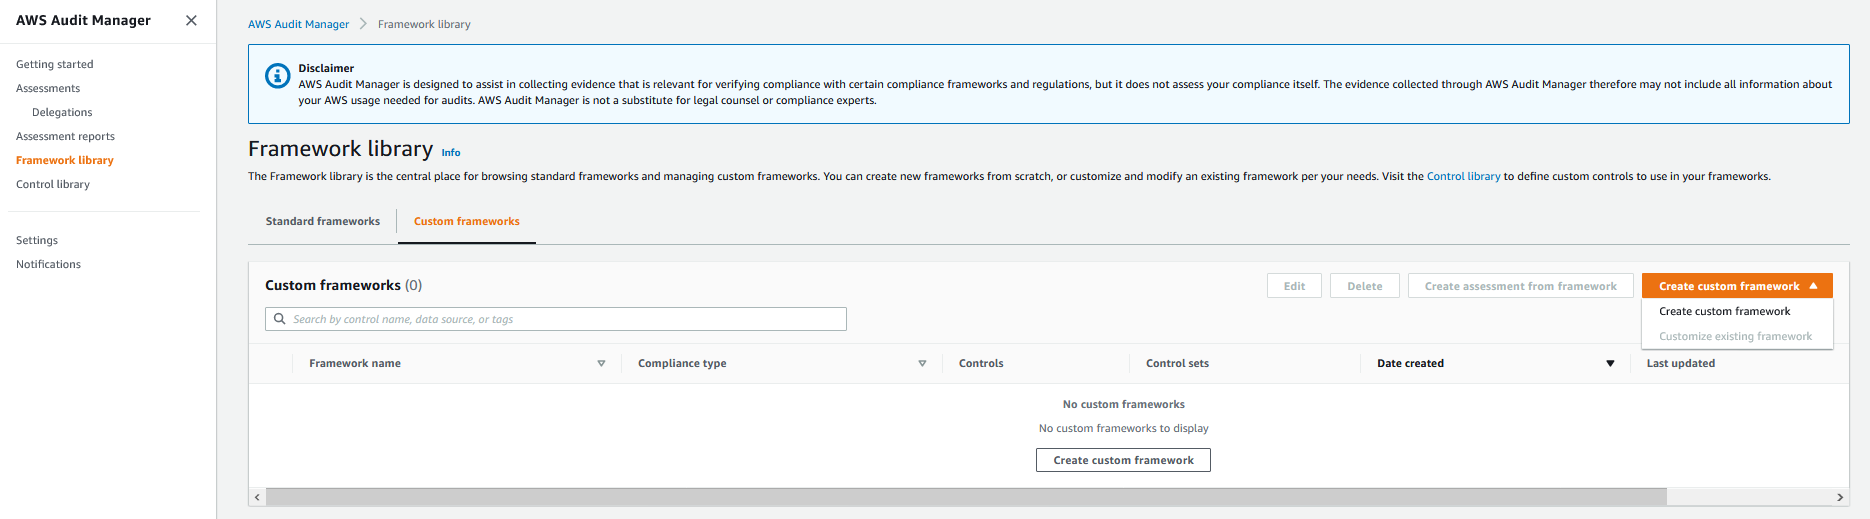 AWS Audit Manager
Getting started
Assessments
Delegations
Assessment reports
Framework library
Control library
Settings
Notifications
AWS Audit Manager Framework library
Disclaimer
AWS Audit Manager is designed to assist in collecting evidence that is relevant for verifying compliance with certain compliance frameworks and regulations, but it does not assess your compliance itself. The evidence collected through AWS Audit Manager therefore may not include all information about
your AWS usage needed for audits. AWS Audit Manager is not a substitute for legal counsel or compliance experts.
Framework library Info
The Framework library is the central place for browsing standard frameworks and managing custom frameworks. You can create new frameworks from scratch, or customize and modify an existing framework per your needs. Visit the Control library to define custom controls to use in your frameworks.
Standard frameworks Custom frameworks
Custom frameworks (0) Edit Delete Create assessment from framework Create custom framework
Create custom framework
Customize existing framework
Search by control name, data source, or tags
Framework name Compliance type Controls Control sets Date created Last updated
No custom frameworks
No custom frameworks to display
Create custom framework